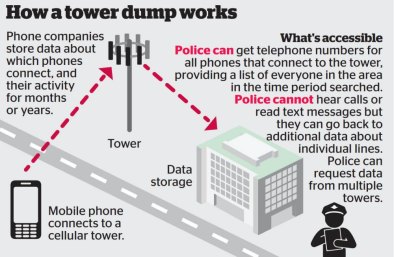 How a tower dump works
Phone companies
store data about
which phones
connect, and
their activity
for months
or years.
What's accessible
Police can get telephone numbers for
all phones that connect to the tower,
providing a list of everyone in the area
in the time period searched.
Police cannot hear calls or
read text messages but
they can go back to
additional data about
individual lines.
Police can
request data
from multiple
towers.
Tower
Data
storage
Mobile phone
connects to a
cellular tower.